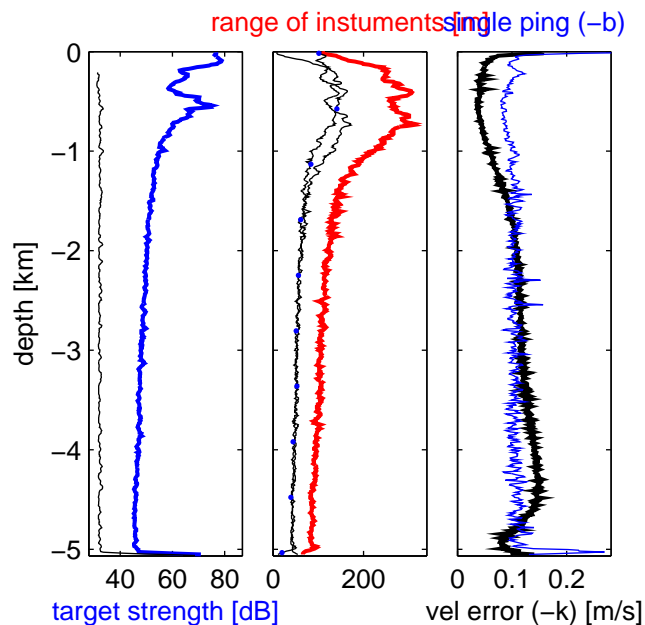 range of instuments [m]
single ping (−b)
0
−1
−2
−3
−4
−5
depth [km]
40 60 80
0 200
0 0.1 0.2
target strength [dB]
vel error (−k) [m/s]